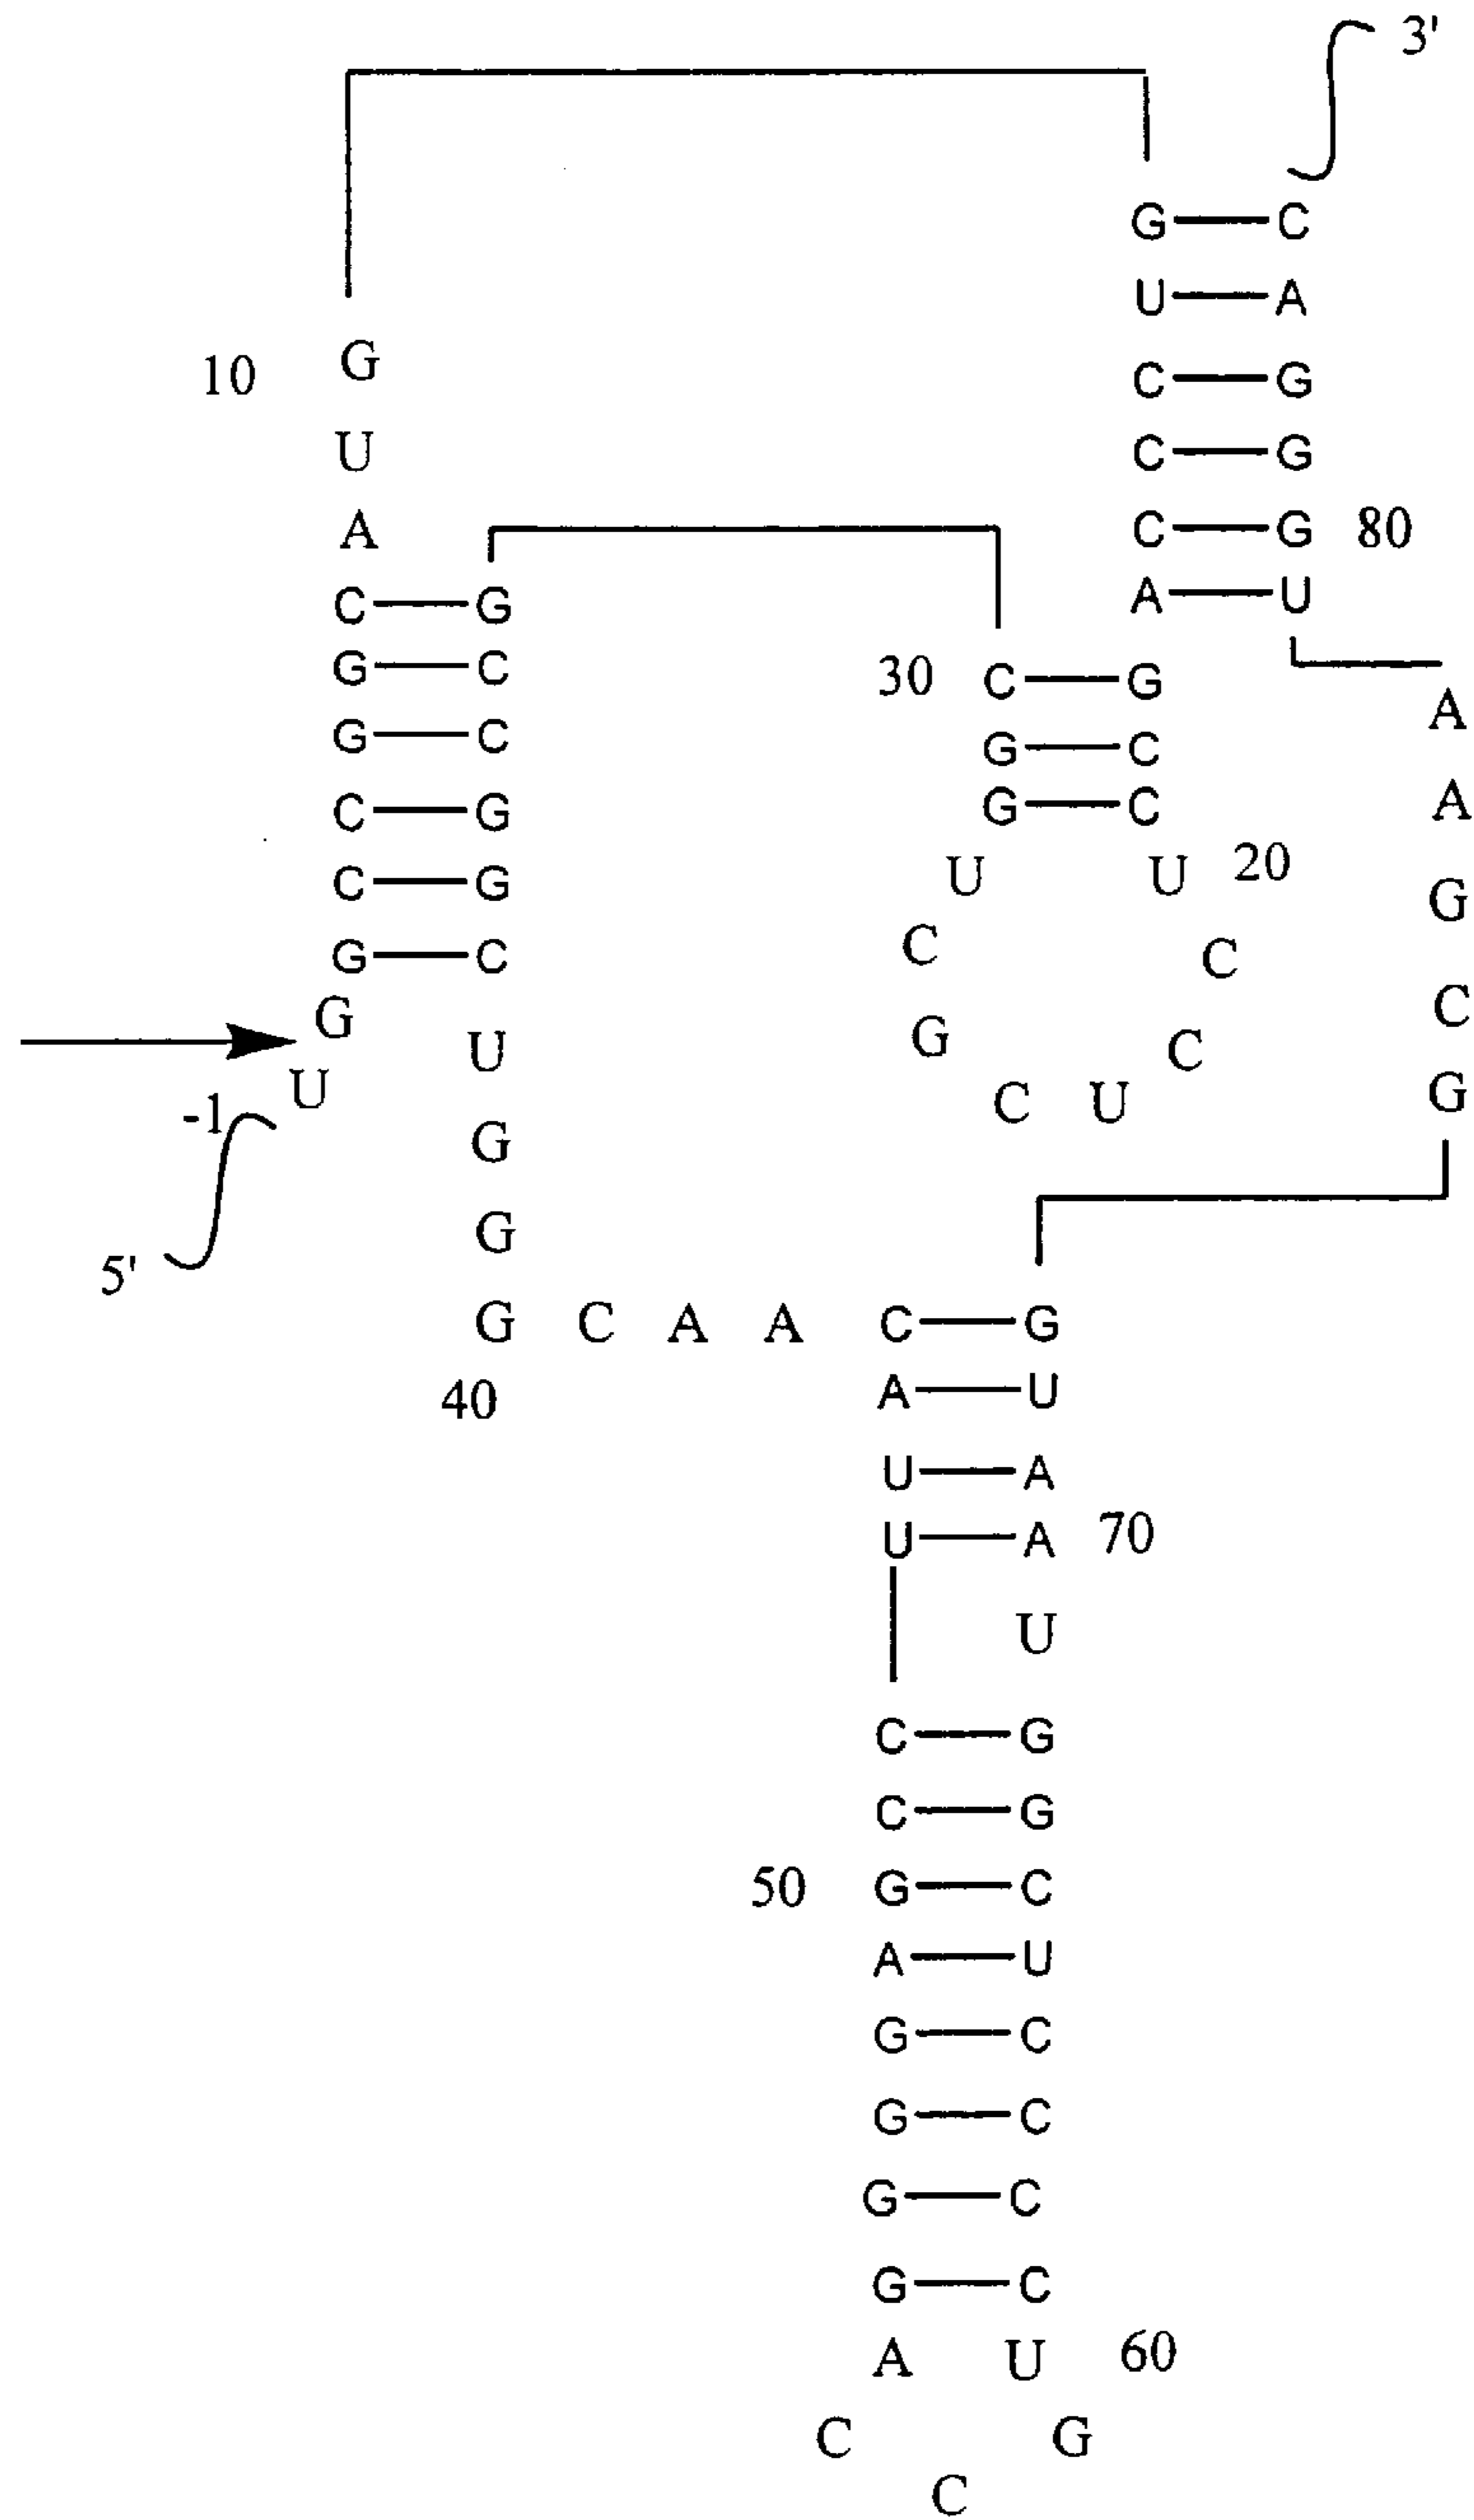 3'
G C
U A
10 G C G
U C G
A C G 80
C G A U
G C 30 C G A
G C G C A
C G G C
C G U U 20 G
G C C C
G U G C C
-1 U G C U G
5' G
G C A A C G
40 A U
U A
U A 70
U
C G
C G
50 G C
A U
G C
G C
G C
G C
A U 60
C G
C